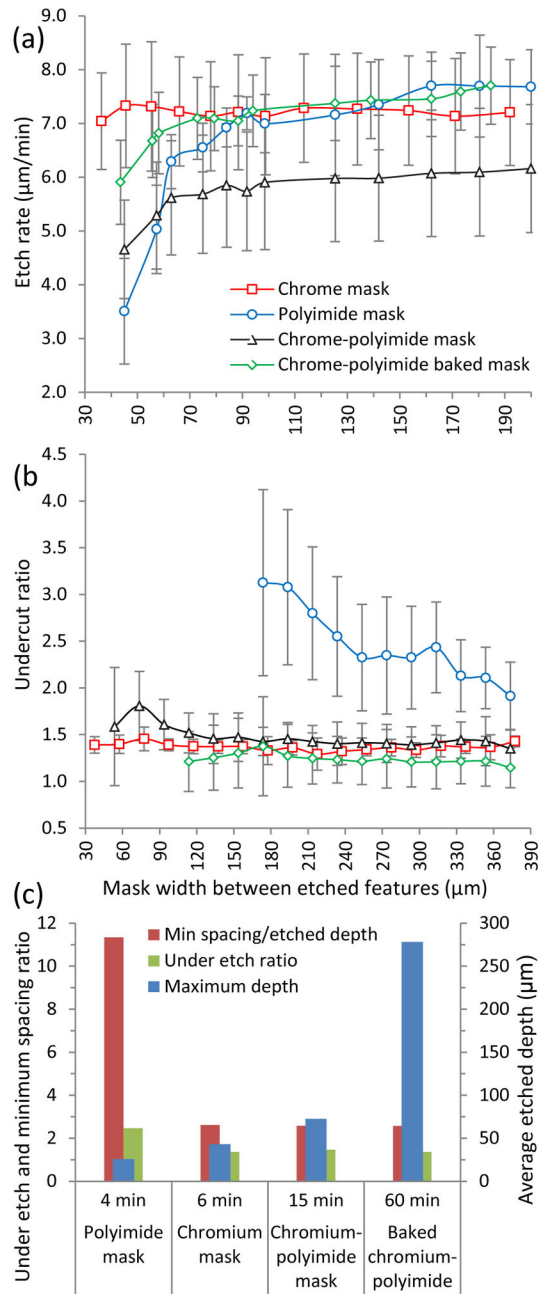 (a)
9.0
8.0
7.0
6.0
5.0
4.0
3.0
2.0
Etch rate (µm/min)
Chrome mask
Polyimide mask
Chrome-polyimide mask
Chrome-polyimide baked mask
30 50 70 90 110 130 150 170 190
(b)
4.5
4.0
3.5
3.0
2.5
2.0
1.5
1.0
0.5
Undercut ratio
30 60 90 120 150 180 210 240 270 300 330 360 390
Mask width between etched features (µm)
(c)
12
10
8
6
4
2
0
Under etch and minimum spacing ratio
Min spacing/etched depth
Under etch ratio
Maximum depth
300
250
200
150
100
50
0
Average etched depth (µm)
4 min 6 min 15 min 60 min
Polyimide mask
Chromium mask
Chromium-
polyimide
mask
Baked
chromium-
polyimide